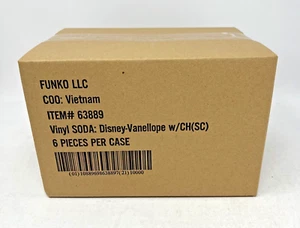 FUNKO LLC
COO: Vietnam
ITEM# 63889
Vinyl SODA: Disney-Vanellope w/CH(SC)
6 PIECES PER CASE